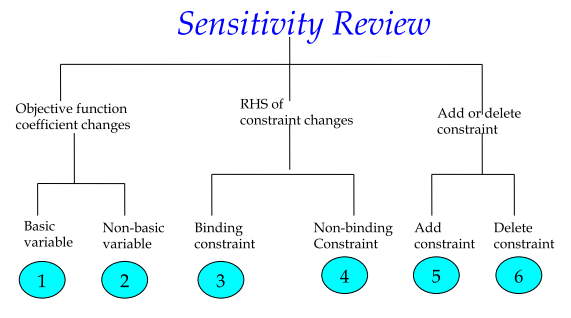 Sensitivity Review
Objective function
coefficient changes
RHS of
constraint changes
Add or delete
constraint
Basic
variable
Non-basic
variable
Binding
constraint
Non-binding
Constraint
Add
constraint
Delete
constraint
1
2
3
4
5
6